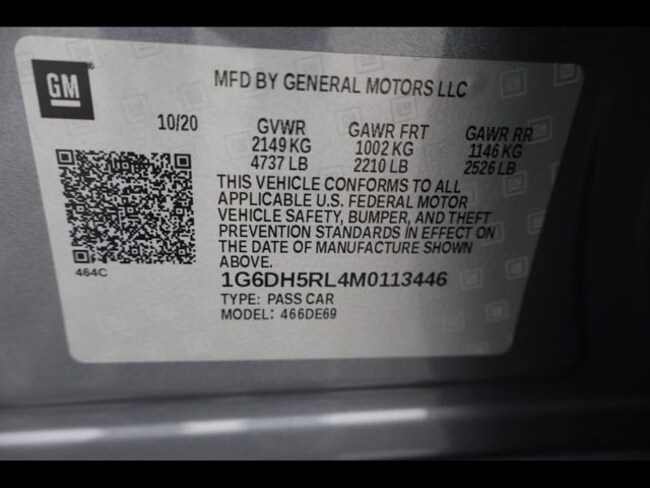 GM
MFD BY GENERAL MOTORS LLC
10/20 GVWR GAWR FRT GAWR RR
2149 KG 1002 KG 1146 KG
4737 LB 2210 LB 2526 LB
THIS VEHICLE CONFORMS TO ALL
APPLICABLE U.S. FEDERAL MOTOR
VEHICLE SAFETY, BUMPER, AND THEFT
PREVENTION STANDARDS IN EFFECT ON
THE DATE OF MANUFACTURE SHOWN
ABOVE.
464C
1G6DH5RL4M0113446
TYPE: PASS CAR
MODEL: 466DE69